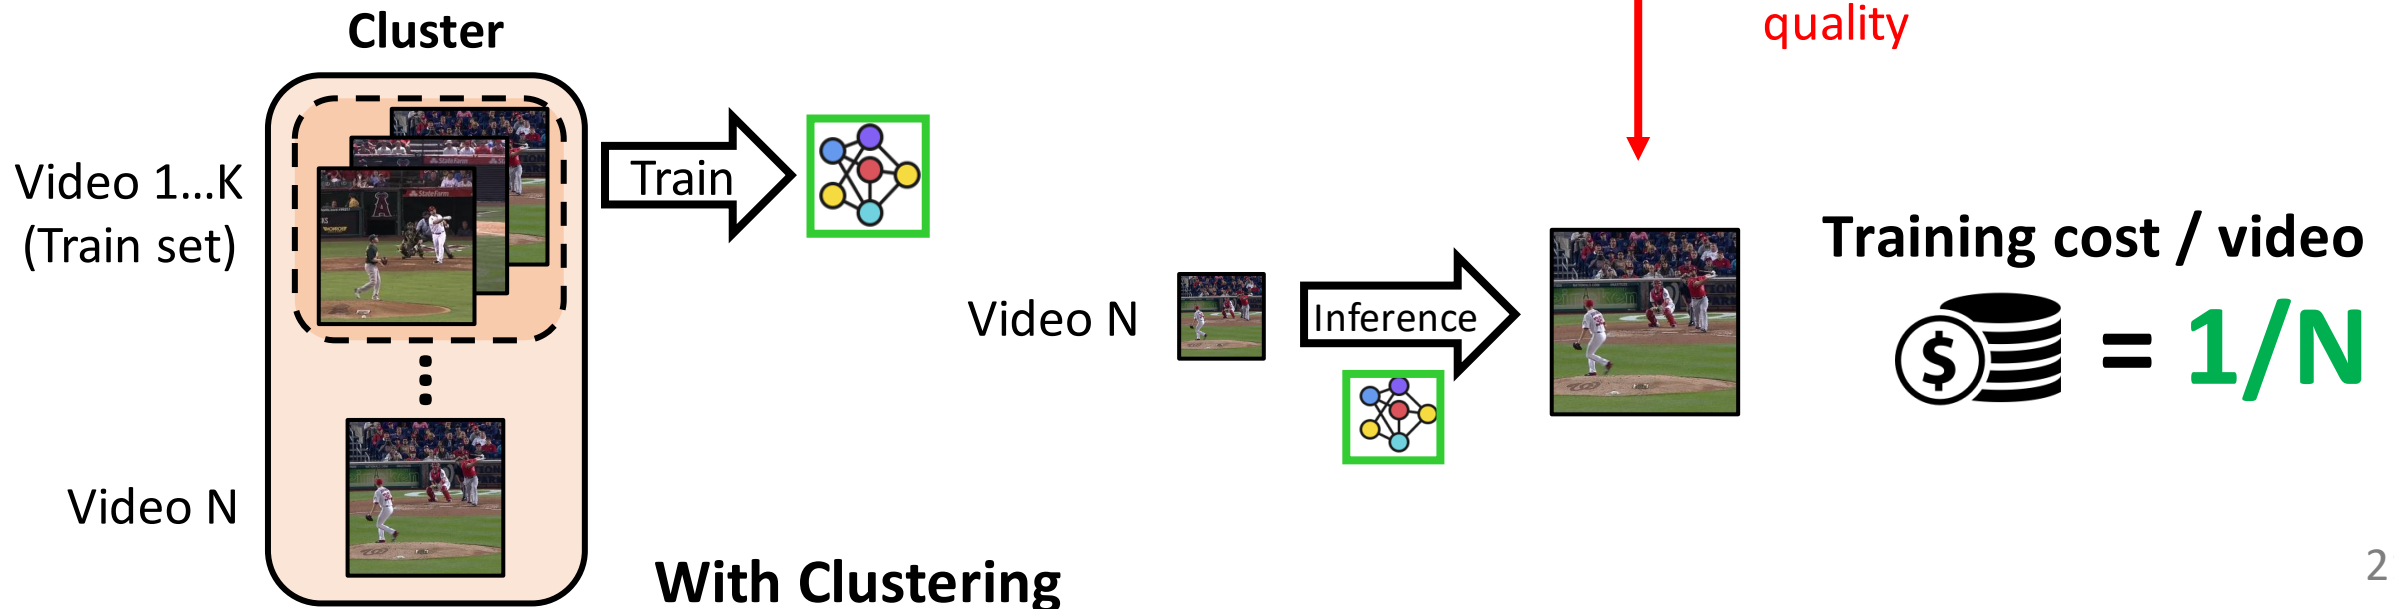 Cluster
quality
Video 1...K
(Train set)
Train
Training cost / video
Video N
Inference
$
= 1/N
Video N
With Clustering
2